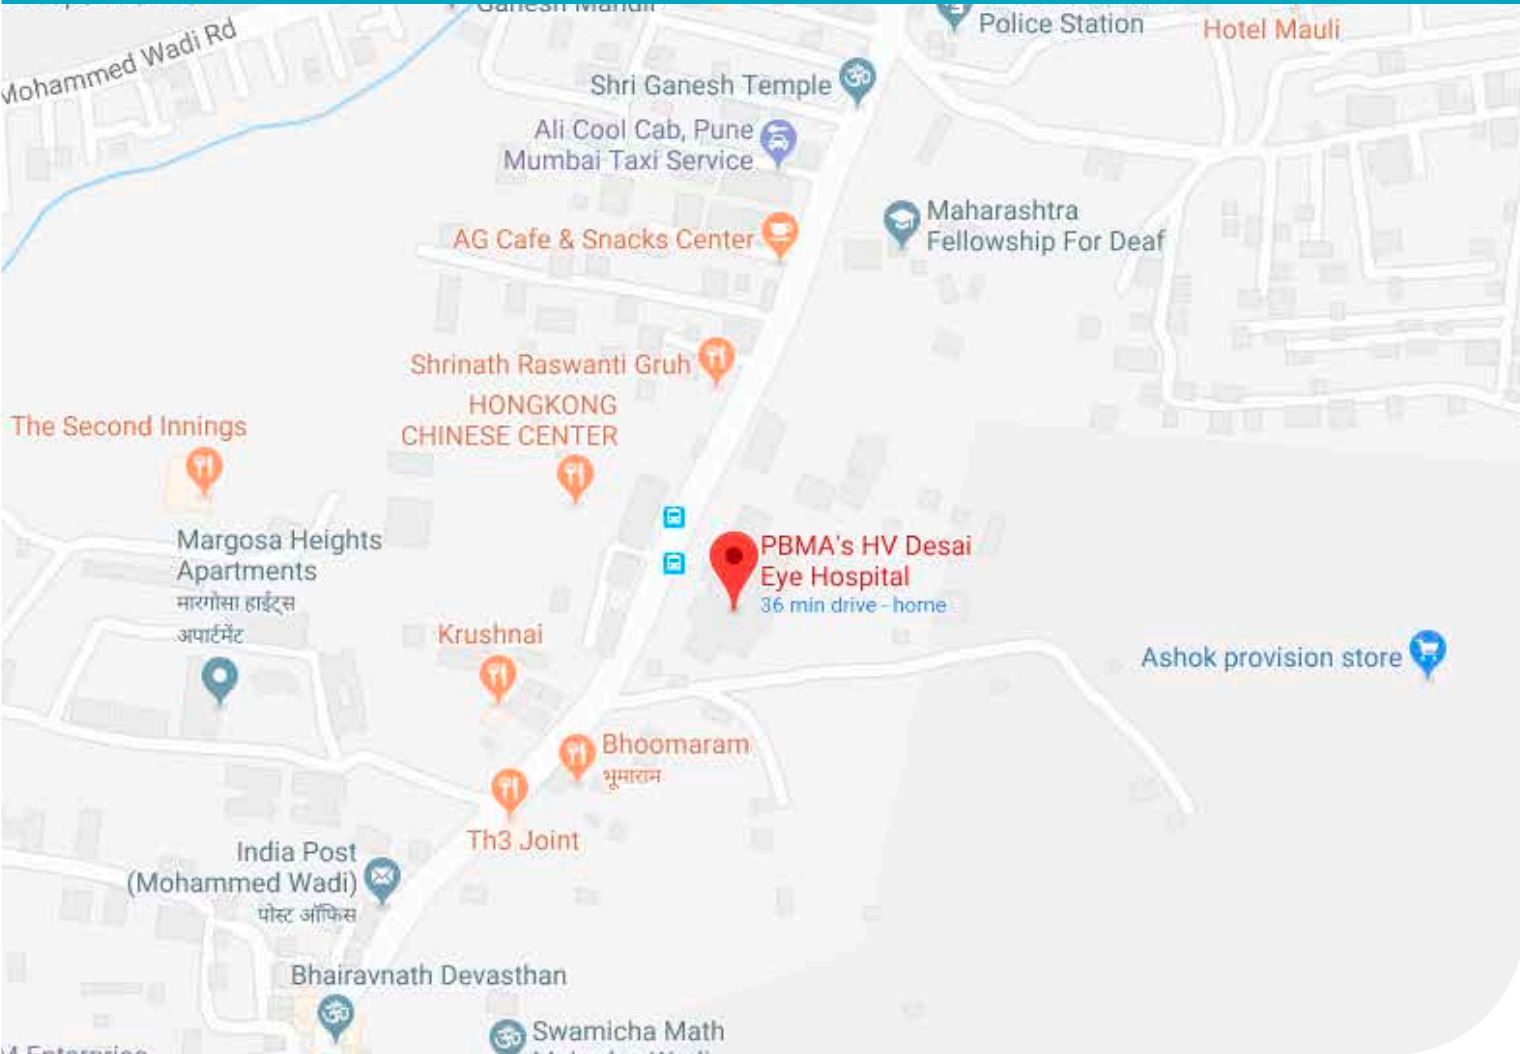 Ganesh Mandir
Police Station
Hotel Mauli
Mohammed Wadi Rd
Shri Ganesh Temple
Ali Cool Cab, Pune
Mumbai Taxi Service
Maharashtra
Fellowship For Deaf
AG Cafe & Snacks Center
Shrinath Raswanti Gruh
HONGKONG
CHINESE CENTER
The Second Innings
Margosa Heights
Apartments
मारगोसा हाईट्स
अपार्टमेंट
PBMA's HV Desai
Eye Hospital
36 min drive - home
Krushnai
Ashok provision store
Bhoomaram
भूमाराम
Th3 Joint
India Post
(Mohammed Wadi)
पोस्ट ऑफिस
Bhairavnath Devasthan
Swamicha Math